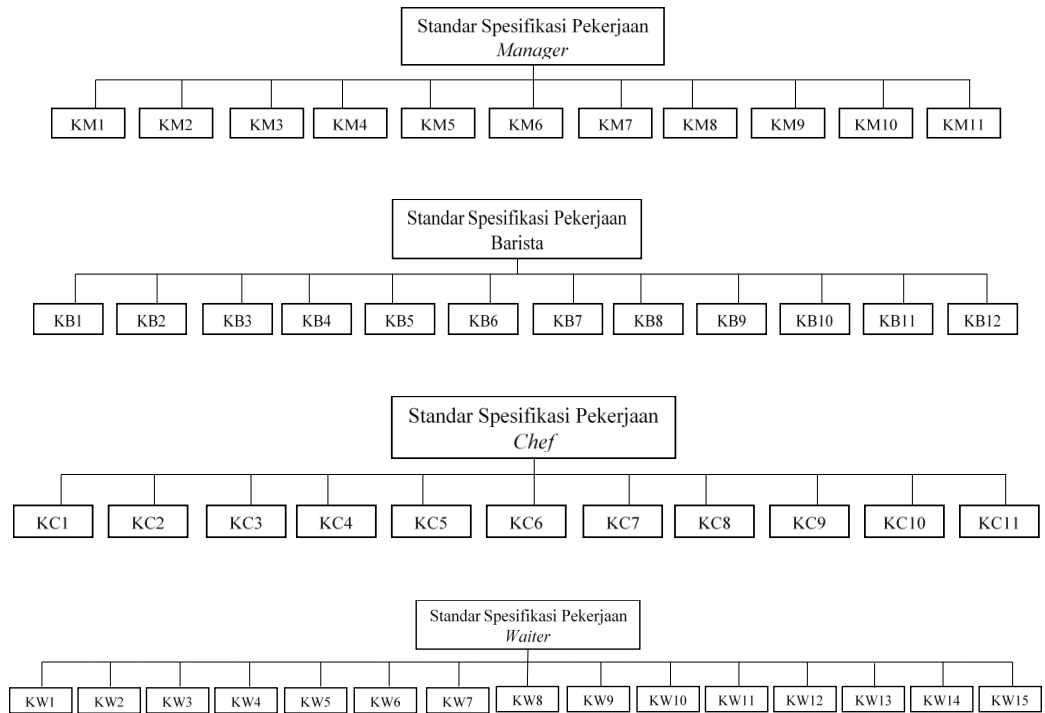 Standar Spesifikasi Pekerjaan
Manager
KM1 KM2 KM3 KM4 KM5 KM6 KM7 KM8 KM9 KM10 KM11
Standar Spesifikasi Pekerjaan
Barista
KB1 KB2 KB3 KB4 KB5 KB6 KB7 KB8 KB9 KB10 KB11 KB12
Standar Spesifikasi Pekerjaan
Chef
KC1 KC2 KC3 KC4 KC5 KC6 KC7 KC8 KC9 KC10 KC11
Standar Spesifikasi Pekerjaan
Waiter
KW1 KW2 KW3 KW4 KW5 KW6 KW7 KW8 KW9 KW10 KW11 KW12 KW13 KW14 KW15